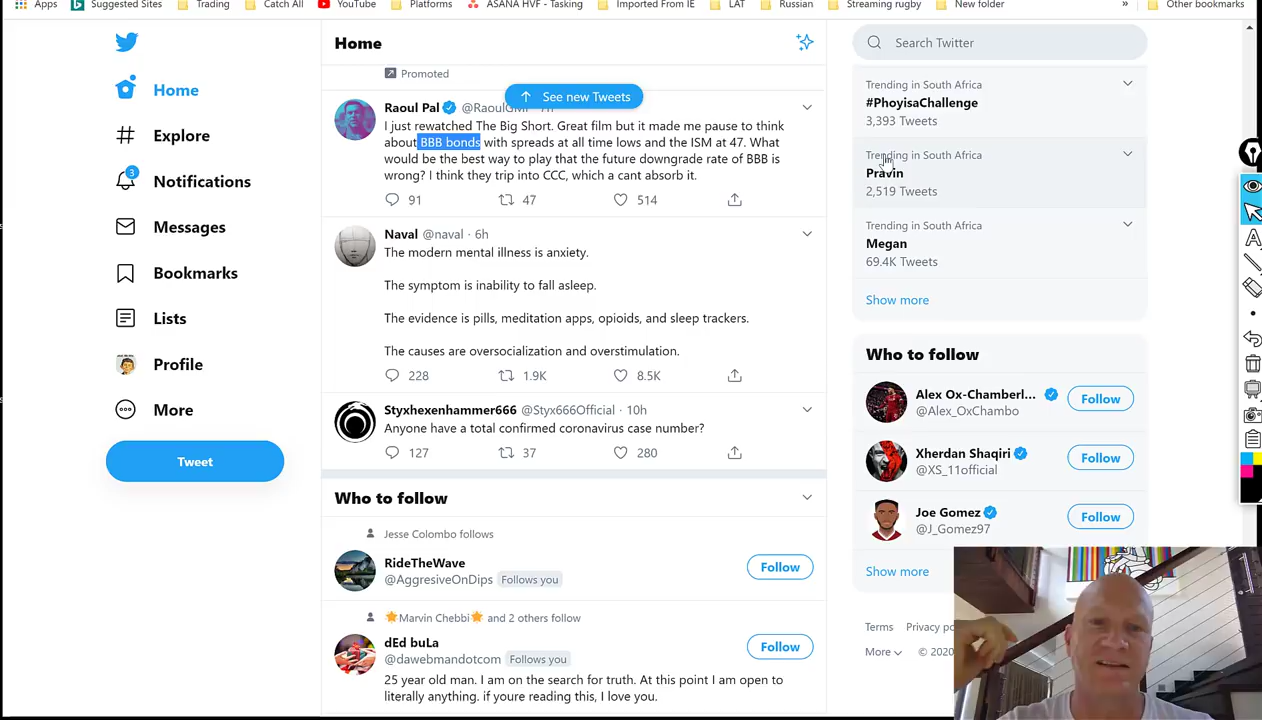 Apps
Suggested Sites
Trading
Catch All
YouTube
Platforms
ASANA HVF - Tasking
Imported From IE
LAT
Russian
Streaming rugby
New folder
»
Other bookmarks
Home
Explore
3
Notifications
Messages
Bookmarks
Lists
Profile
More
Tweet
Home
Promoted
See new Tweets
Raoul Pal
I just rewatched The Big Short. Great film but it made me pause to think
about BBB bonds with spreads at all time lows and the ISM at 47. What
would be the best way to play that the future downgrade rate of BBB is
wrong? I think they trip into CCC, which a cant absorb it.
91 47 514
Naval @naval · 6h
The modern mental illness is anxiety.
The symptom is inability to fall asleep.
The evidence is pills, meditation apps, opioids, and sleep trackers.
The causes are oversocialization and overstimulation.
228 1.9K 8.5K
Styxhexenhammer666 @Styx666Official · 10h
Anyone have a total confirmed coronavirus case number?
127 37 280
Who to follow
Jesse Colombo follows
RideTheWave
@AggresiveOnDips Follows you
Follow
Marvin Chebbi and 2 others follow
dEd buLa
@dawebmandotcom Follows you
Follow
25 year old man. I am on the search for truth. At this point I am open to
literally anything. if youre reading this, I love you.
Search Twitter
Trending in South Africa
#PhoyisaChallenge
3,393 Tweets
Trending in South Africa
Pravin
2,519 Tweets
Trending in South Africa
Megan
69.4K Tweets
Show more
Who to follow
Alex Ox-Chamberl...
@Alex_OxChambo
Follow
Xherdan Shaqiri
@XS_11official
Follow
Joe Gomez
@J_Gomez97
Follow
Show more
Terms Privacy
More © 2020